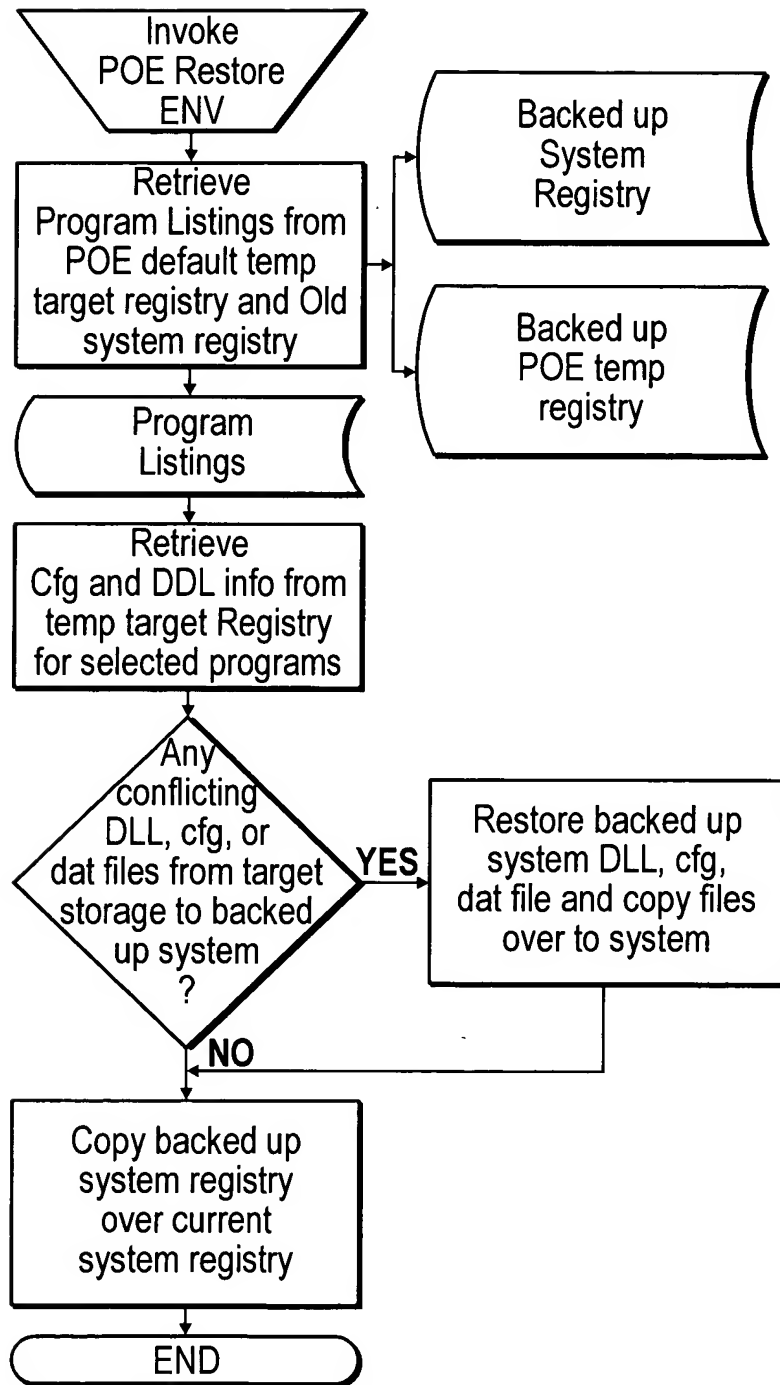 Invoke
POE Restore
ENV
Retrieve
Program Listings from
POE default temp
target registry and Old
system registry
Backed up
System
Registry
Backed up
POE temp
registry
Program
Listings
Retrieve
Cfg and DDL info from
temp target Registry
for selected programs
Any
conflicting
DLL, cfg, or
dat files from target
storage to backed
up system
?
YES
Restore backed up
system DLL, cfg,
dat file and copy files
over to system
NO
Copy backed up
system registry
over current
system registry
END